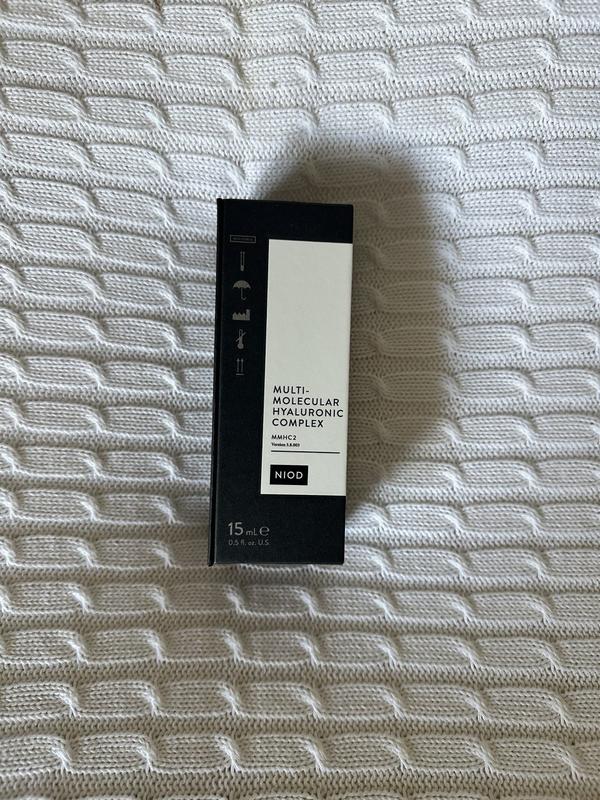 MULTI-
MOLECULAR
HYALURONIC
COMPLEX
MMHC2
NIOD
15 mL e
0.5 fl. oz. U.S.